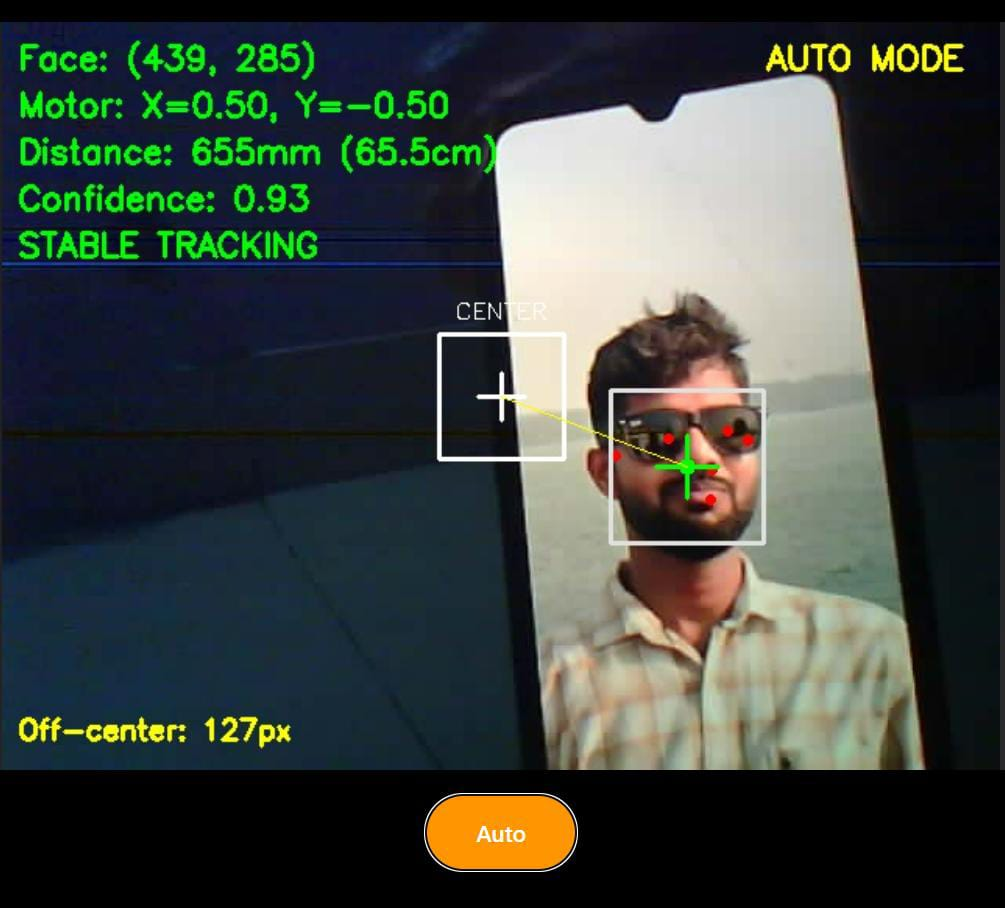 Face: (439, 285)
AUTO MODE
Motor: X=0.50, Y=-0.50
Distance: 655mm (65.5cm)
Confidence: 0.93
STABLE TRACKING
CENTER
Off-center: 127px
Auto